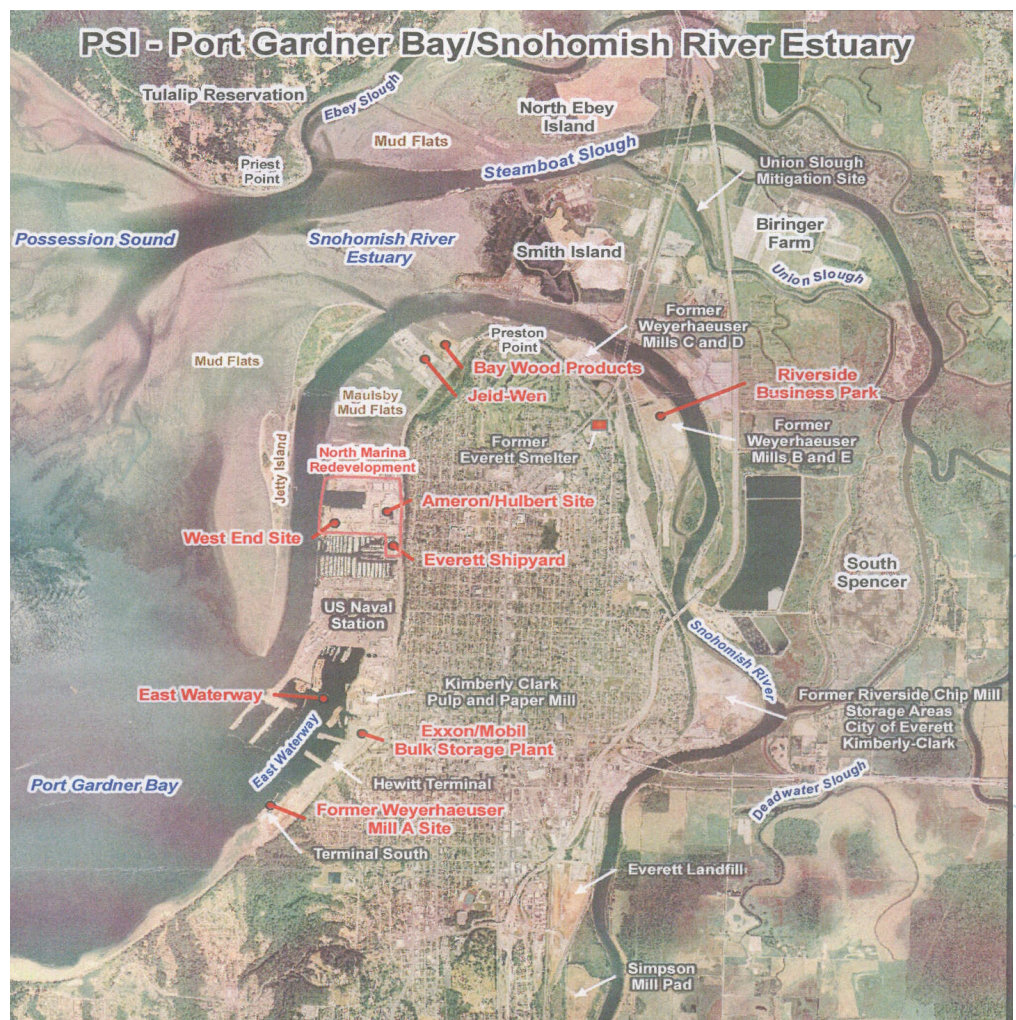 PSI - Port Gardner Bay/Snohomish River Estuary
Tulalip Reservation
Ebey Slough
North Ebey
Island
Mud Flats
Steamboat Slough
Priest
Point
Union Slough
Mitigation Site
Possession Sound
Snohomish River
Estuary
Smith Island
Biringer
Farm
Union Slough
Former
Weyerhaeuser
Mills C and D
Preston
Point
Mud Flats
Bay Wood Products
Jeld-Wen
Riverside
Business Park
Maulsby
Mud Flats
Former
Everett Smelter
Former
Weyerhaeuser
Mills B and E
Jetty Island
North Marina
Redevelopment
Ameron/Hulbert Site
West End Site
Everett Shipyard
South
Spencer
US Naval
Station
Snohomish River
East Waterway
Kimberly Clark
Pulp and Paper Mill
Former Riverside Chip Mill
Storage Areas
City of Everett
Kimberly-Clark
Exxon/Mobil
Bulk Storage Plant
East Waterway
Port Gardner Bay
Hewitt Terminal
Deadwater Slough
Former Weyerhaeuser
Mill A Site
Terminal South
Everett Landfill
Simpson
Mill Pad